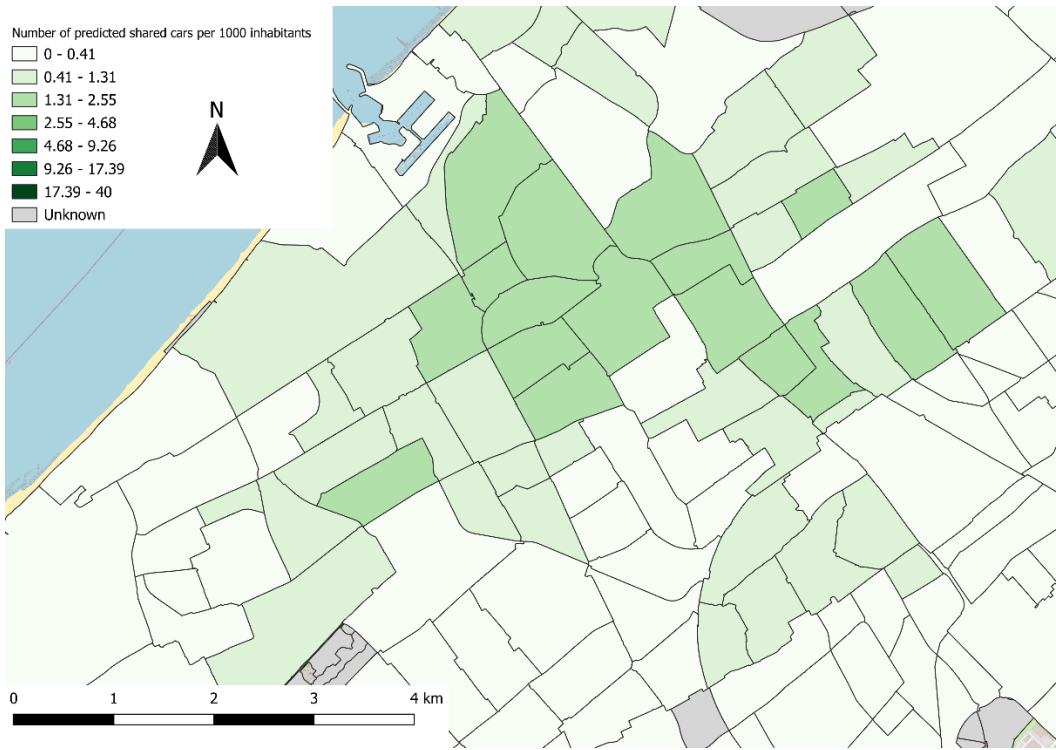 Number of predicted shared cars per 1000 inhabitants
0 - 0.41
0.41 - 1.31
1.31 - 2.55
2.55 - 4.68
4.68 - 9.26
9.26 - 17.39
17.39 - 40
Unknown
N
0 1 2 3 4 km